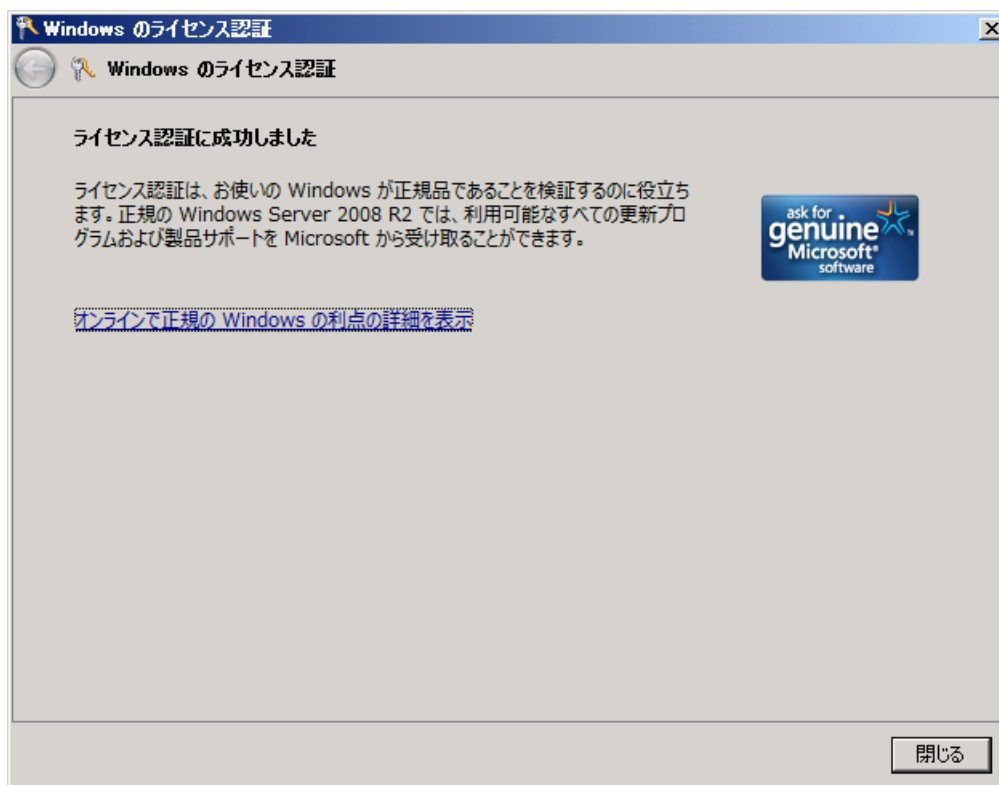 Windows のライセンス認証
Windows のライセンス認証
ライセンス認証に成功しました
ライセンス認証は、お使いの Windows が正規品であることを検証するのに役立ち
ます。正規の Windows Server 2008 R2 では、利用可能なすべての更新プロ
グラムおよび製品サポートを Microsoft から受け取ることができます。
ask for
genuine
Microsoft®
software
オンラインで正規の Windows の利点の詳細を表示
閉じる